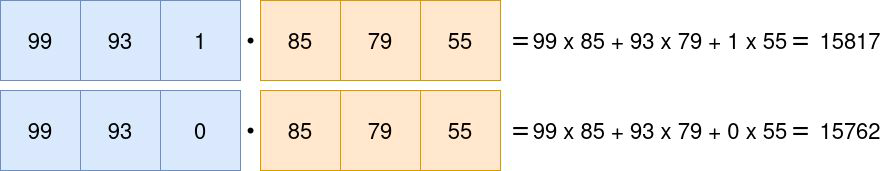 99 93 1 • 85 79 55 = 99 x 85 + 93 x 79 + 1 x 55 = 15817
99 93 0 • 85 79 55 = 99 x 85 + 93 x 79 + 0 x 55 = 15762